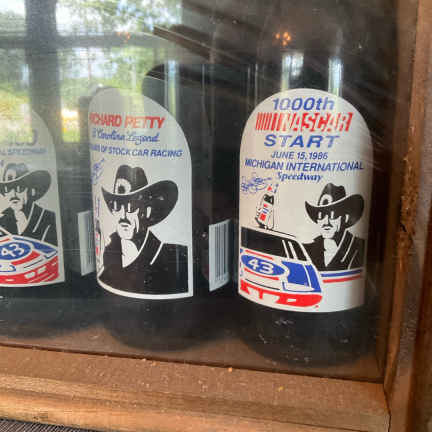 SPEEDWAY
43
RICHARD PETTY
A Carolina Legend
OF STOCK CAR RACING
1000th
NASCAR
START
JUNE 15, 1986
MICHIGAN INTERNATIONAL
Speedway
43